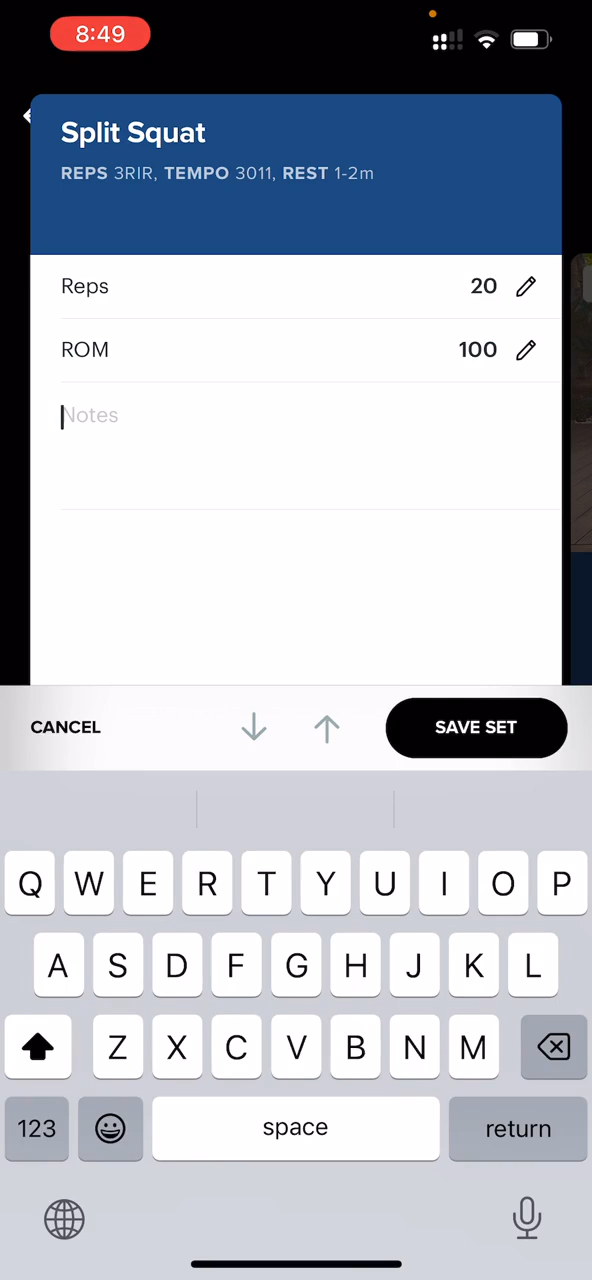 8:49
Split Squat
REPS 3RIR, TEMPO 3011, REST 1-2m
Reps 20
ROM 100
Notes
CANCEL SAVE SET
Q W E R T Y U I O P
A S D F G H J K L
Z X C V B N M
123 space return